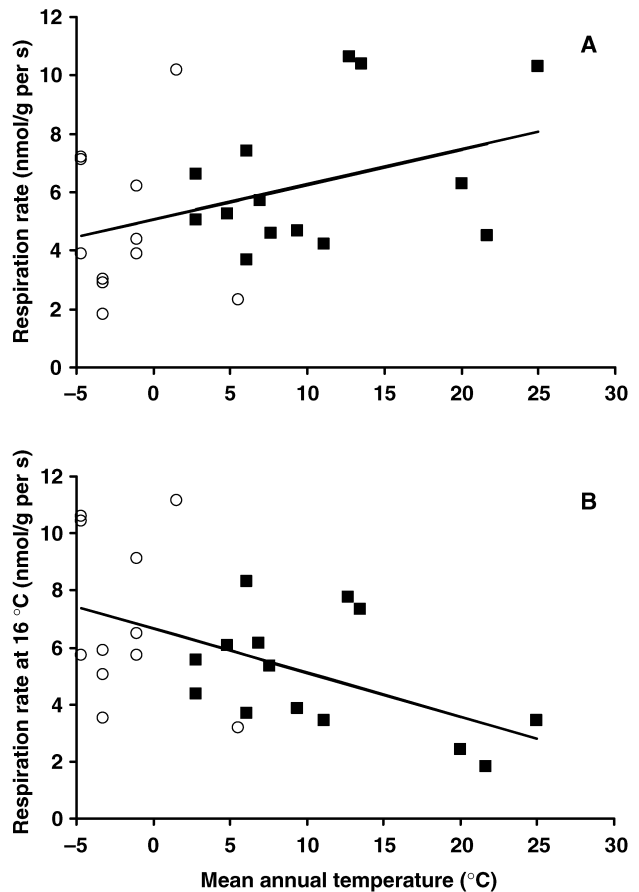 A
Respiration rate (nmol/g per s)
12
10
8
6
4
2
0
–5 0 5 10 15 20 25 30
B
Respiration rate at 16 °C (nmol/g per s)
12
10
8
6
4
2
0
–5 0 5 10 15 20 25 30
Mean annual temperature (°C)